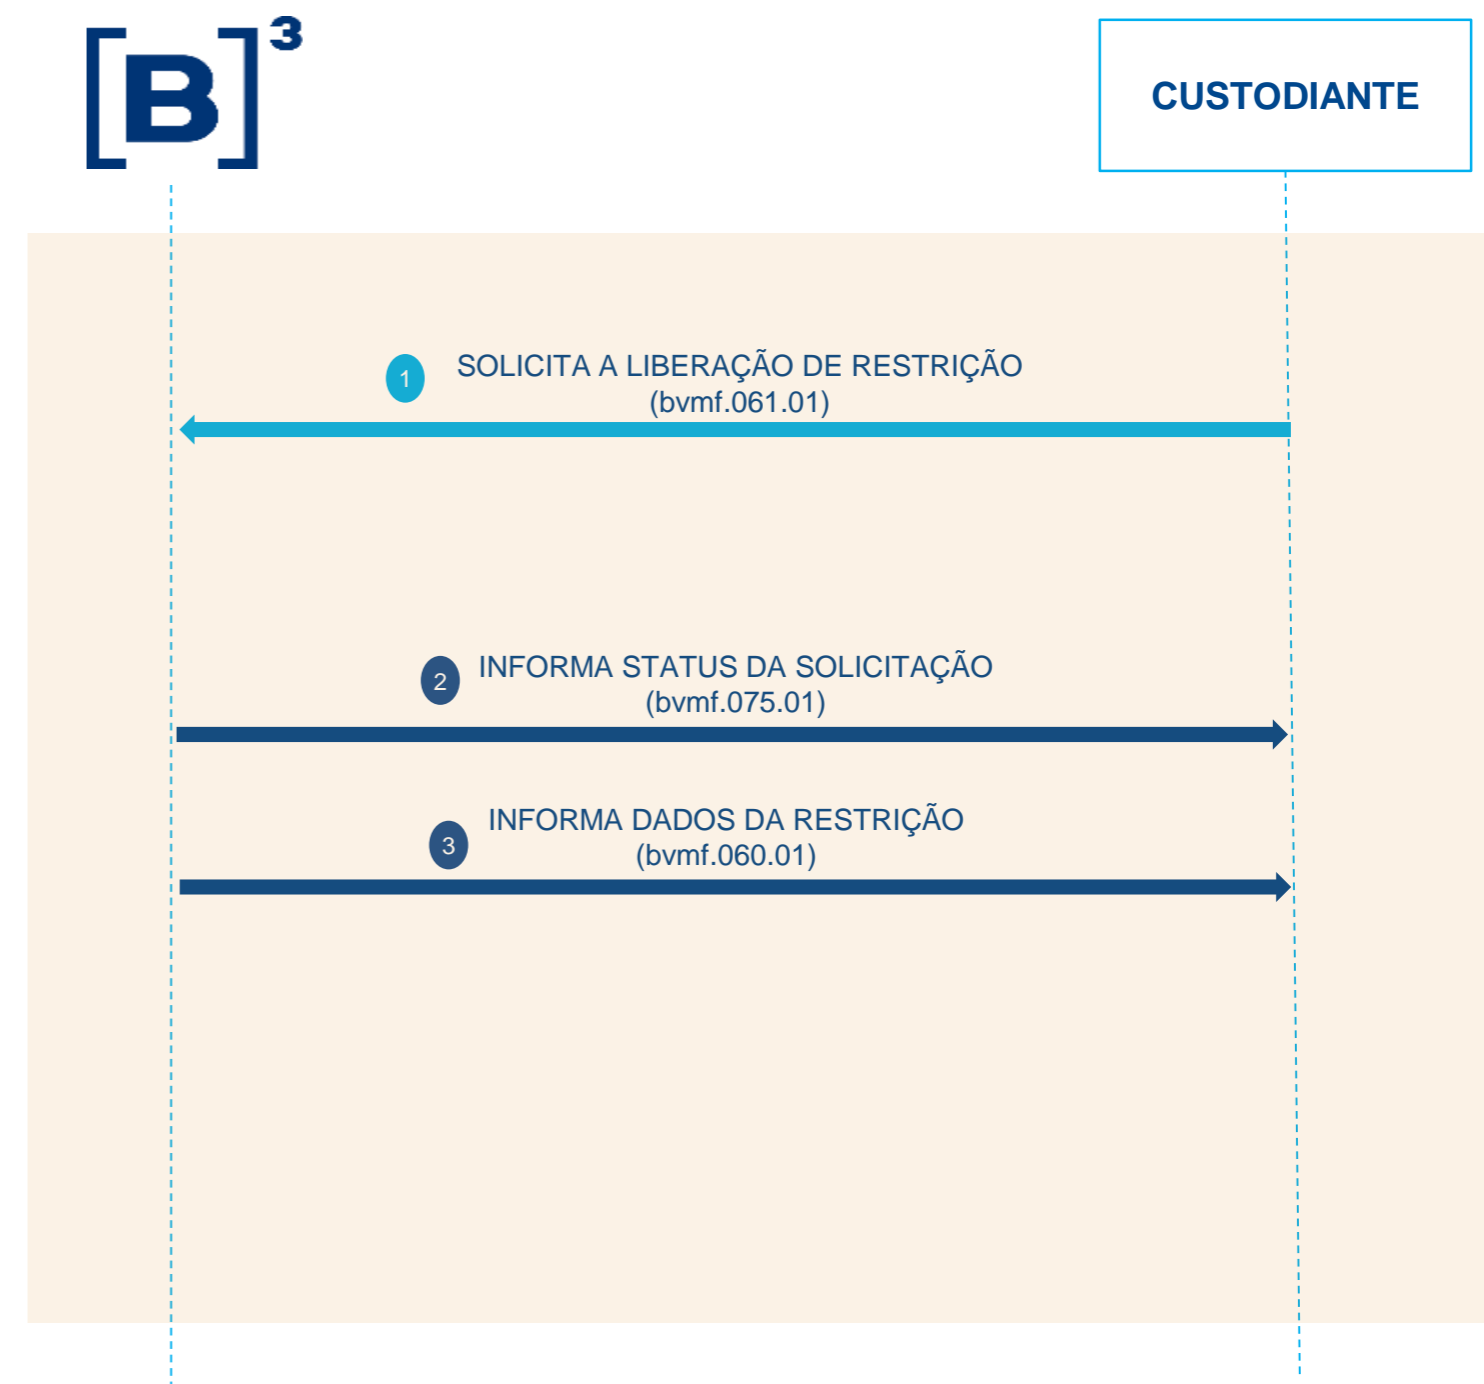 [B]³
CUSTODIANTE
1
SOLICITA A LIBERAÇÃO DE RESTRIÇÃO
(bvmf.061.01)
2
INFORMA STATUS DA SOLICITAÇÃO
(bvmf.075.01)
INFORMA DADOS DA RESTRIÇÃO
3
(bvmf.060.01)